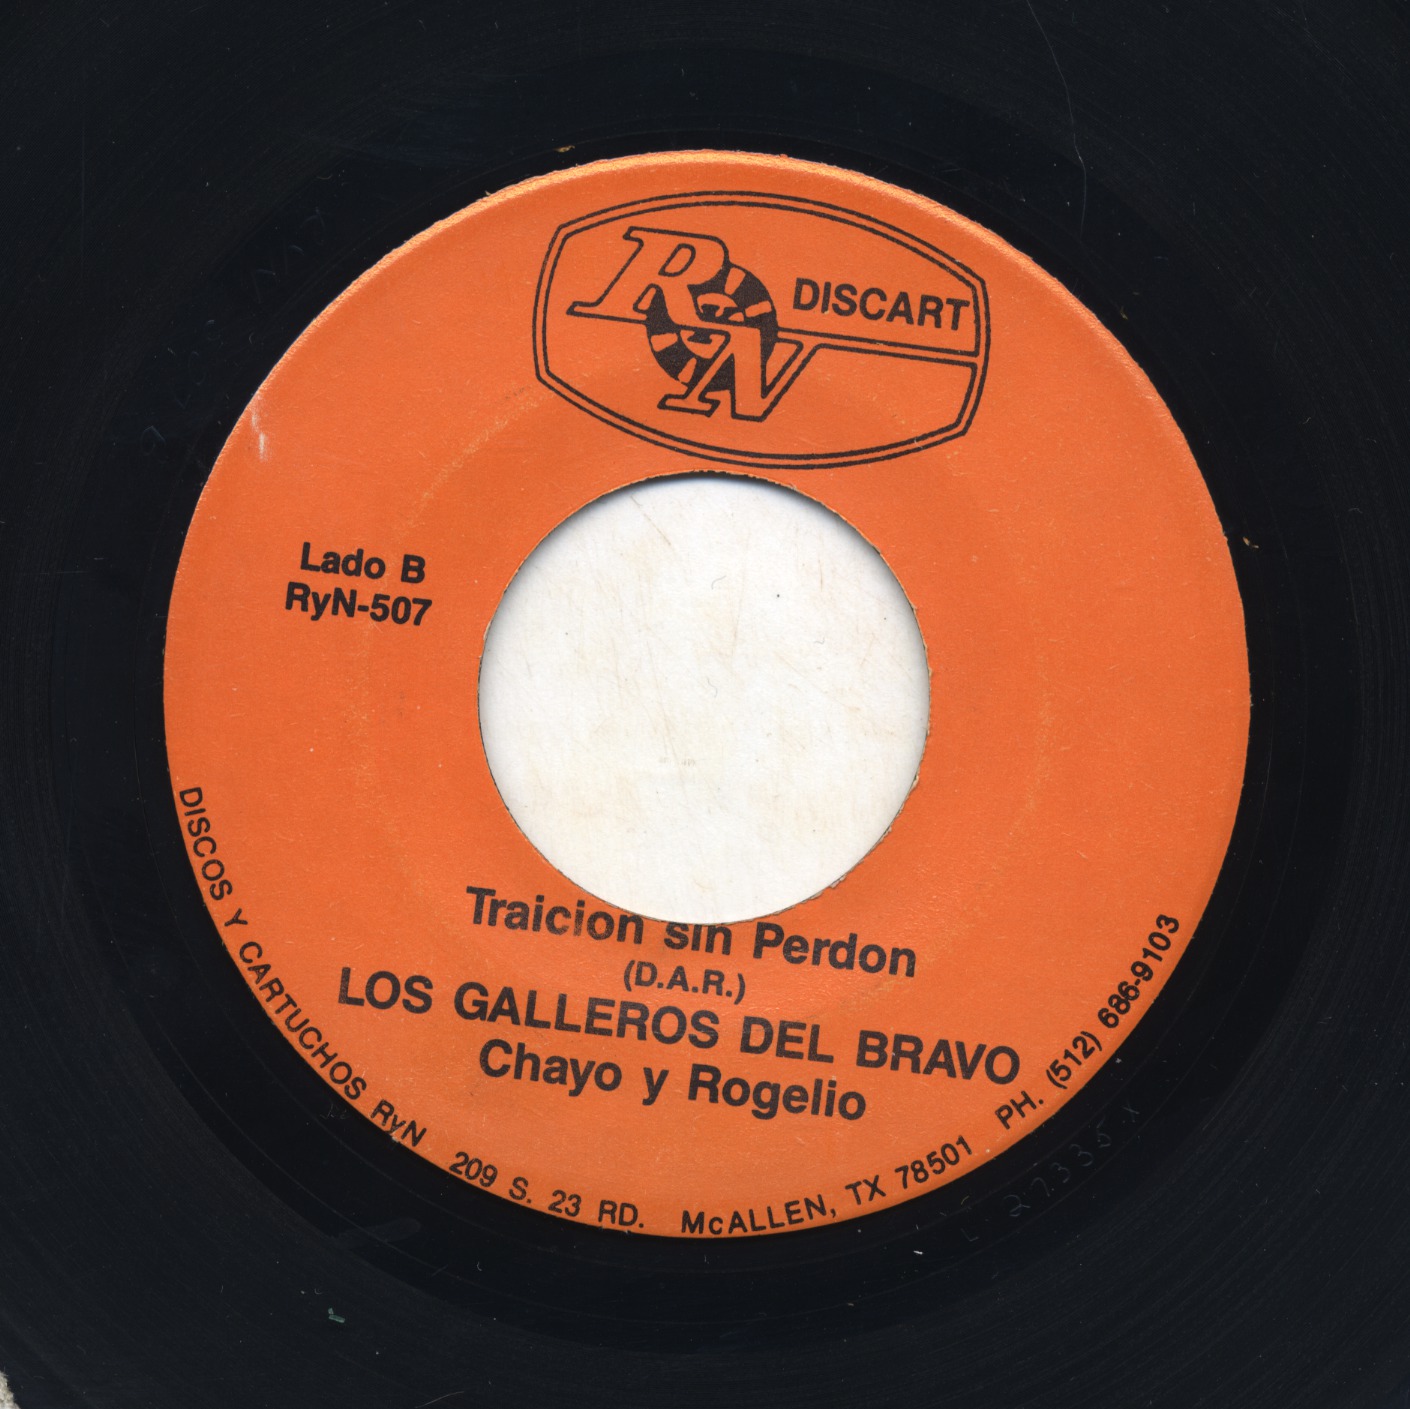 RyN
DISCART
Lado B
RyN-507
Traicion sin Perdon
(D.A.R.)
LOS GALLEROS DEL BRAVO
Chayo y Rogelio
DISCOS Y CARTUCHOS RyN 209 S. 23 RD. McALLEN, TX 78501 PH. (512) 686-9103